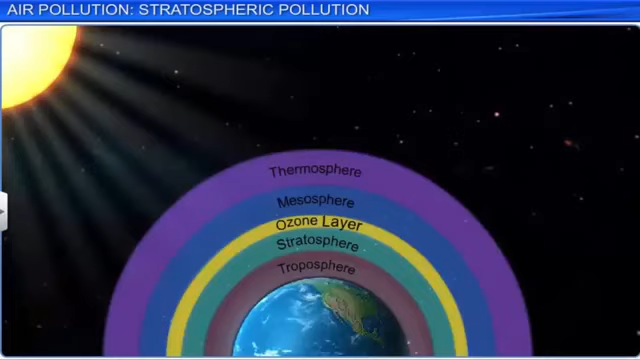 AIR POLLUTION: STRATOSPHERIC POLLUTION
Thermosphere
Mesosphere
Ozone Layer
Stratosphere
Troposphere